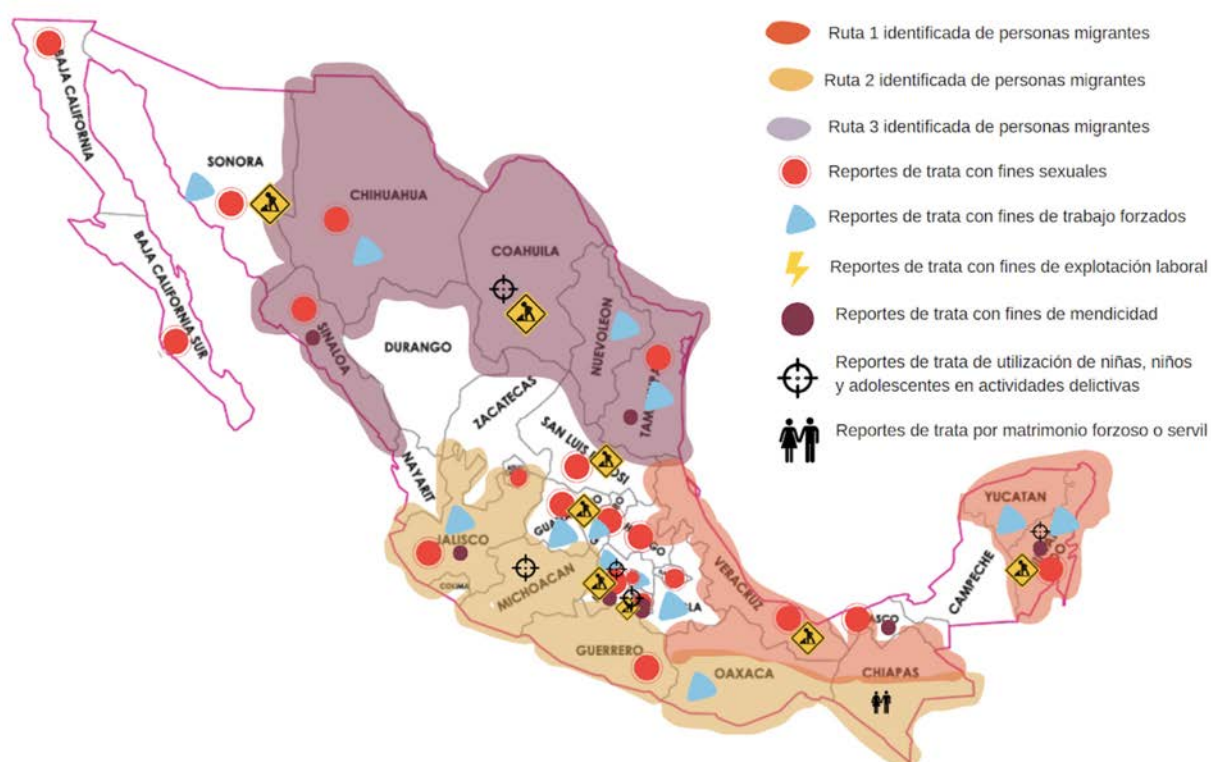 Ruta 1 identificada de personas migrantes
Ruta 2 identificada de personas migrantes
Ruta 3 identificada de personas migrantes
Reportes de trata con fines sexuales
Reportes de trata con fines de trabajo forzados
Reportes de trata con fines de explotación laboral
Reportes de trata con fines de mendicidad
Reportes de trata de utilización de niñas, niños
y adolescentes en actividades delictivas
Reportes de trata por matrimonio forzoso o servil
BAJA CALIFORNIA
SONORA
CHIHUAHUA
COAHUILA
BAJA CALIFORNIA SUR
SINALOA
DURANGO
NUEVOLEON
ZACATECAS
SAN LUIS
NAYARIT
JALISCO
COLIMA
MICHOACAN
VERACRUZ
GUERRERO
OAXACA
CHIAPAS
CAMPECHE
YUCATAN